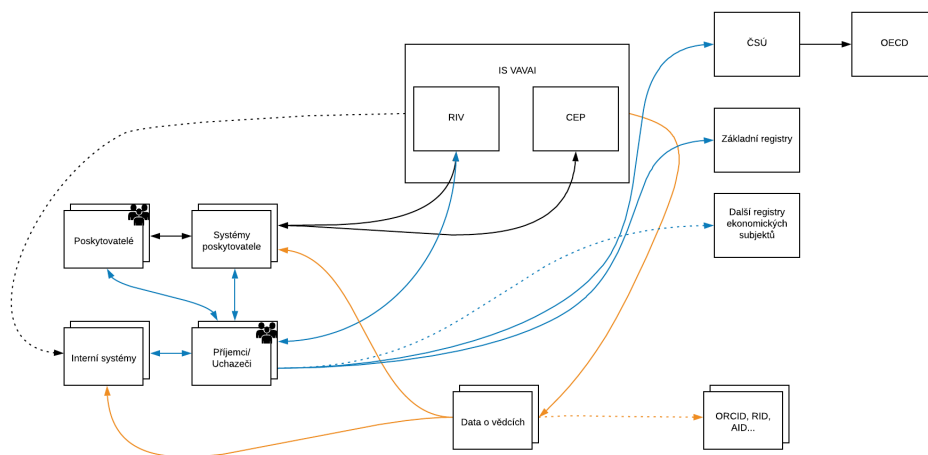 ČSÚ
OECD
IS VAVAI
RIV
CEP
Základní registry
Další registry
ekonomických
subjektů
Poskytovatelé
Systémy
poskytovatele
Interní systémy
Příjemci/
Uchazeči
Data o vědcích
ORCID, RID,
AID...